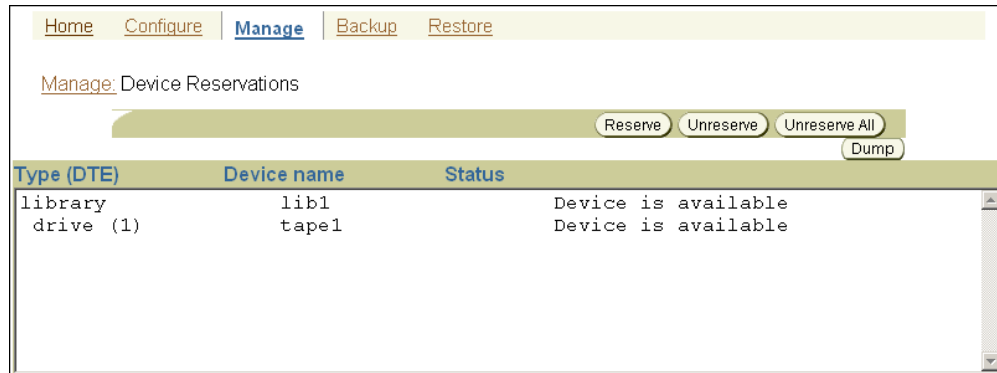 Home Configure Manage Backup Restore
Manage: Device Reservations
Reserve Unreserve Unreserve All
Dump
Type (DTE) Device name Status
library lib1 Device is available
drive (1) tape1 Device is available